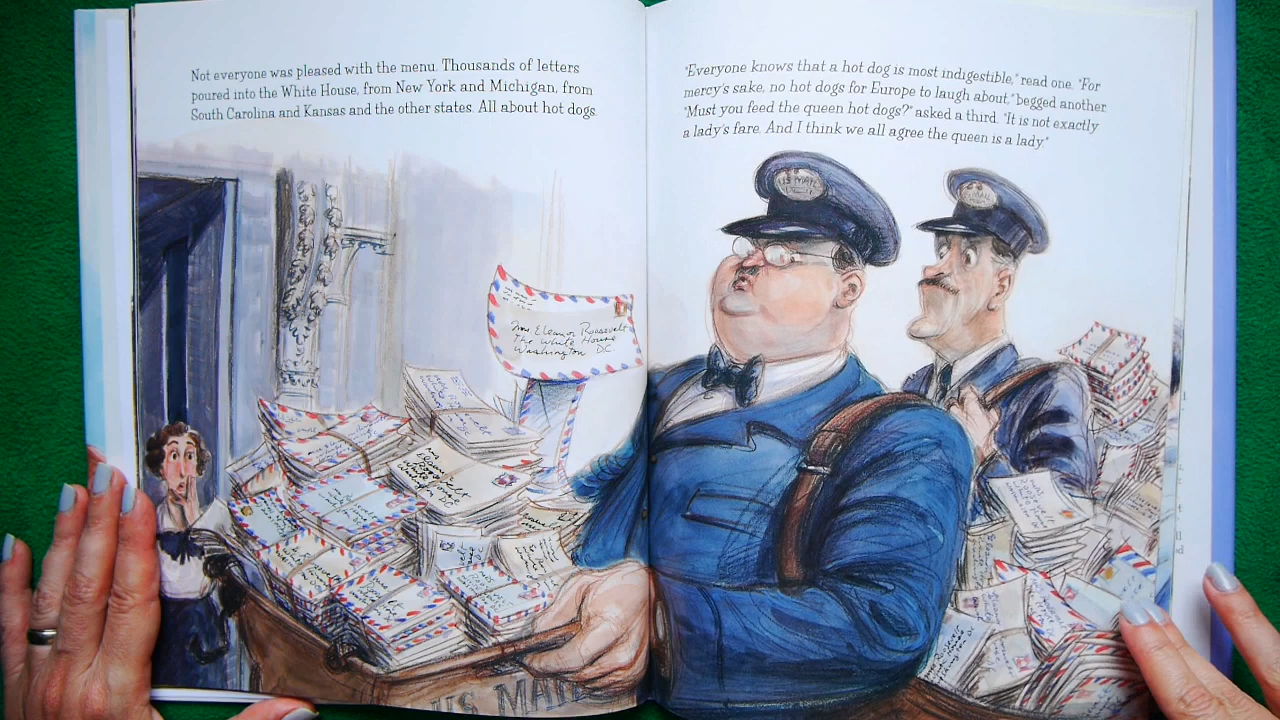 Not everyone was pleased with the menu. Thousands of letters
poured into the White House, from New York and Michigan, from
South Carolina and Kansas and the other states. All about hot dogs.
"Everyone knows that a hot dog is most indigestible," read one. "For
mercy's sake, no hot dogs for Europe to laugh about," begged another.
"Must you feed the queen hot dogs?" asked a third. "It is not exactly
a lady's fare. And I think we all agree the queen is a lady."
US MAIL
Mrs Eleanor Roosevelt
The White House
Washington DC
US MAIL